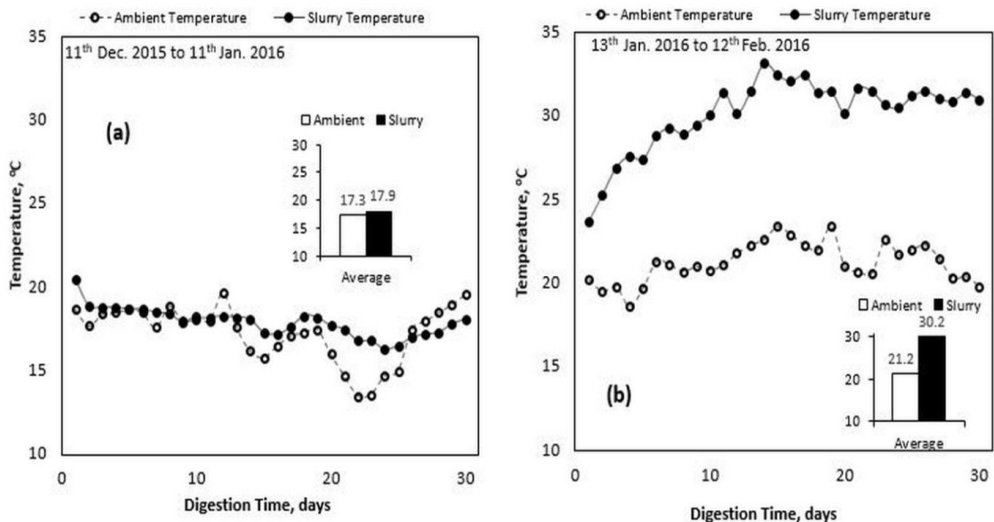 Ambient Temperature Slurry Temperature
11th Dec. 2015 to 11th Jan. 2016
(a)
Ambient Slurry
30
25
20
15
10
17.3 17.9
Average
35
30
25
20
15
10
Temperature, °C
0 10 20 30
Digestion Time, days
Ambient Temperature Slurry Temperature
13th Jan. 2016 to 12th Feb. 2016
35
30
25
20
15
10
Temperature, °C
(b)
Ambient Slurry
30
20
10
21.2 30.2
Average
0 10 20 30
Digestion Time, days